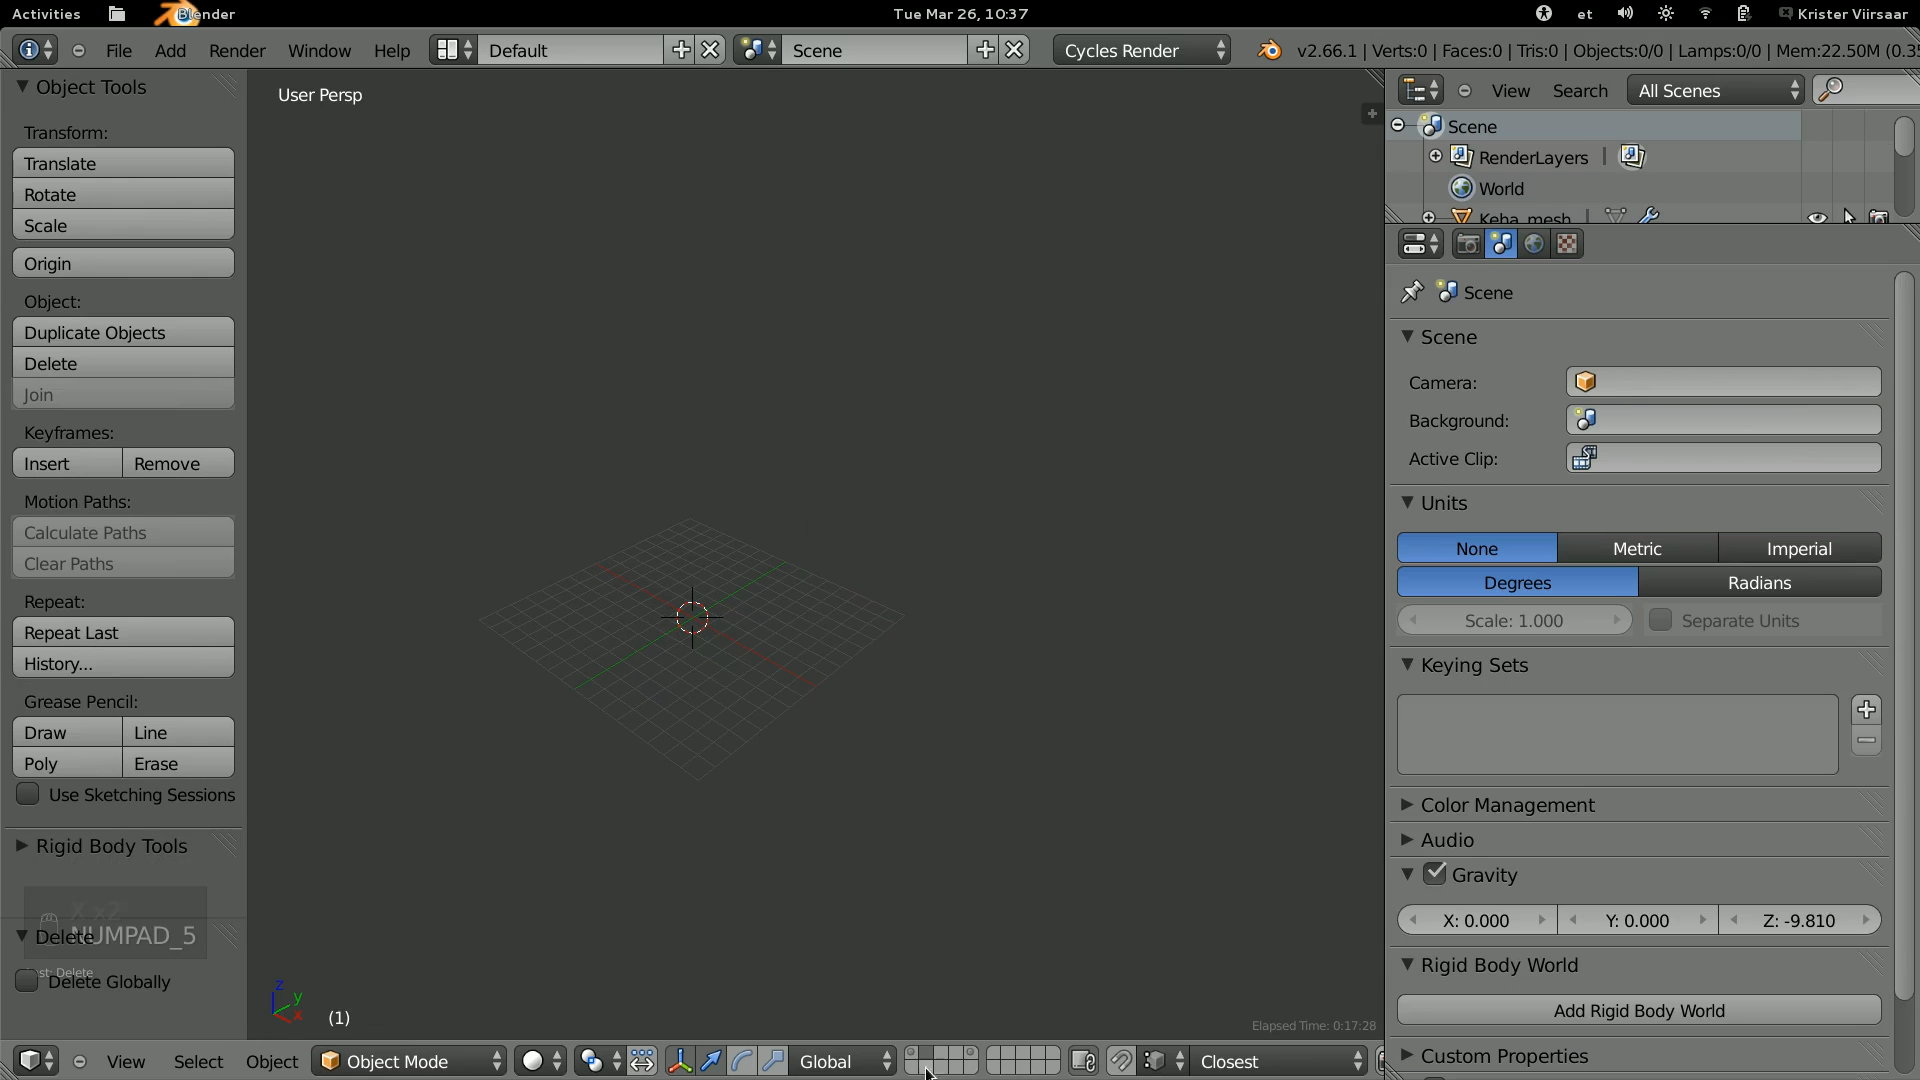 Activities Blender Tue Mar 26, 10:37 et Krister Viirsaar
File Add Render Window Help Default Scene Cycles Render v2.66.1 | Verts:0 | Faces:0 | Tris:0 | Objects:0/0 | Lamps:0/0 | Mem:22.50M (0.3
Object Tools
Transform:
Translate
Rotate
Scale
Origin
Object:
Duplicate Objects
Delete
Join
Keyframes:
Insert Remove
Motion Paths:
Calculate Paths
Clear Paths
Repeat:
Repeat Last
History...
Grease Pencil:
Draw Line
Poly Erase
Use Sketching Sessions
Rigid Body Tools
X x2
NUMPAD_5
Delete
st: Delete
Delete Globally
User Persp
z
y
x
(1)
Elapsed Time: 0:17:28
View Select Object Object Mode Global Closest
View Search All Scenes
Scene
RenderLayers |
World
Keha_mesh |
Scene
Scene
Camera:
Background:
Active Clip:
Units
None Metric Imperial
Degrees Radians
Scale: 1.000 Separate Units
Keying Sets
Color Management
Audio
Gravity
X: 0.000 Y: 0.000 Z: -9.810
Rigid Body World
Add Rigid Body World
Custom Properties